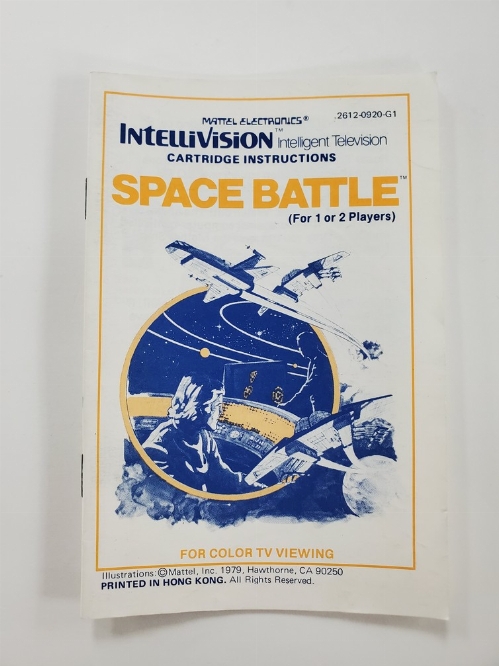 MATTEL ELECTRONICS® 2612-0920-G1
INTELLIVISION™ Intelligent Television
CARTRIDGE INSTRUCTIONS
SPACE BATTLE™
(For 1 or 2 Players)
FOR COLOR TV VIEWING
Illustrations: ©Mattel, Inc. 1979, Hawthorne, CA 90250
PRINTED IN HONG KONG. All Rights Reserved.